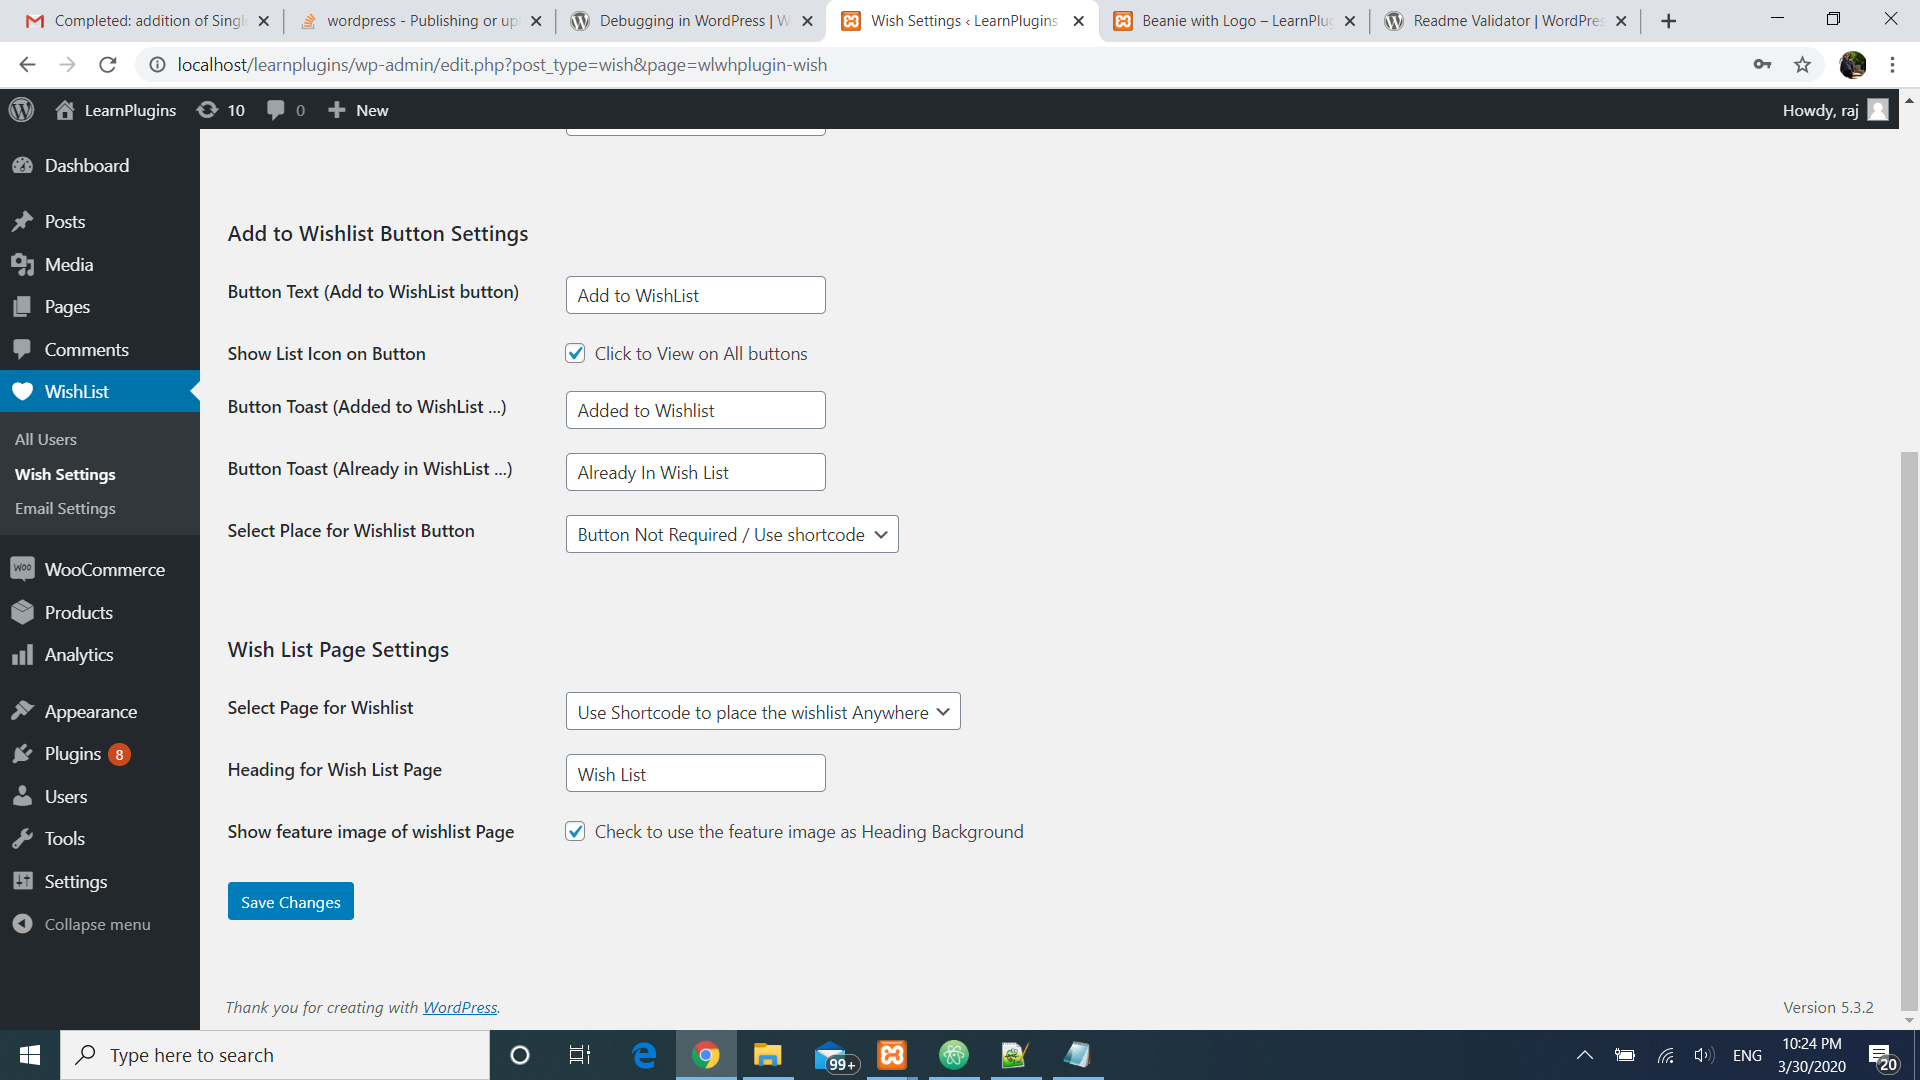 Completed: addition of Singl
wordpress - Publishing or up
Debugging in WordPress | W
Wish Settings ‹ LearnPlugins
Beanie with Logo – LearnPlug
Readme Validator | WordPres
localhost/learnplugins/wp-admin/edit.php?post_type=wish&page=wlwhplugin-wish
LearnPlugins 10 0 New Howdy, raj
Dashboard
Posts
Media
Pages
Comments
WishList
All Users
Wish Settings
Email Settings
WooCommerce
Products
Analytics
Appearance
Plugins 8
Users
Tools
Settings
Collapse menu
Add to Wishlist Button Settings
Button Text (Add to WishList button) Add to WishList
Show List Icon on Button Click to View on All buttons
Button Toast (Added to WishList ...) Added to Wishlist
Button Toast (Already in WishList ...) Already In Wish List
Select Place for Wishlist Button Button Not Required / Use shortcode
Wish List Page Settings
Select Page for Wishlist Use Shortcode to place the wishlist Anywhere
Heading for Wish List Page Wish List
Show feature image of wishlist Page Check to use the feature image as Heading Background
Save Changes
Thank you for creating with WordPress. Version 5.3.2
Type here to search
99+
ENG
10:24 PM
3/30/2020
20